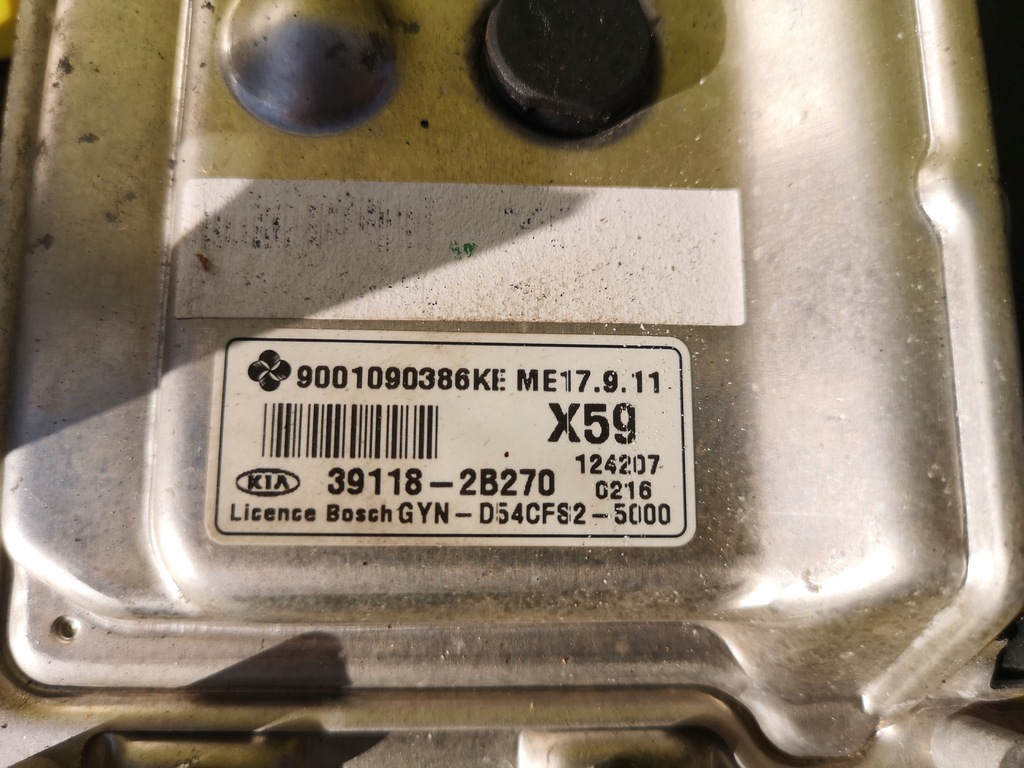 9001090386KE ME17.9.11
X59
124207
KIA 39118-2B270 0216
Licence Bosch GYN-D54CFS2-5000